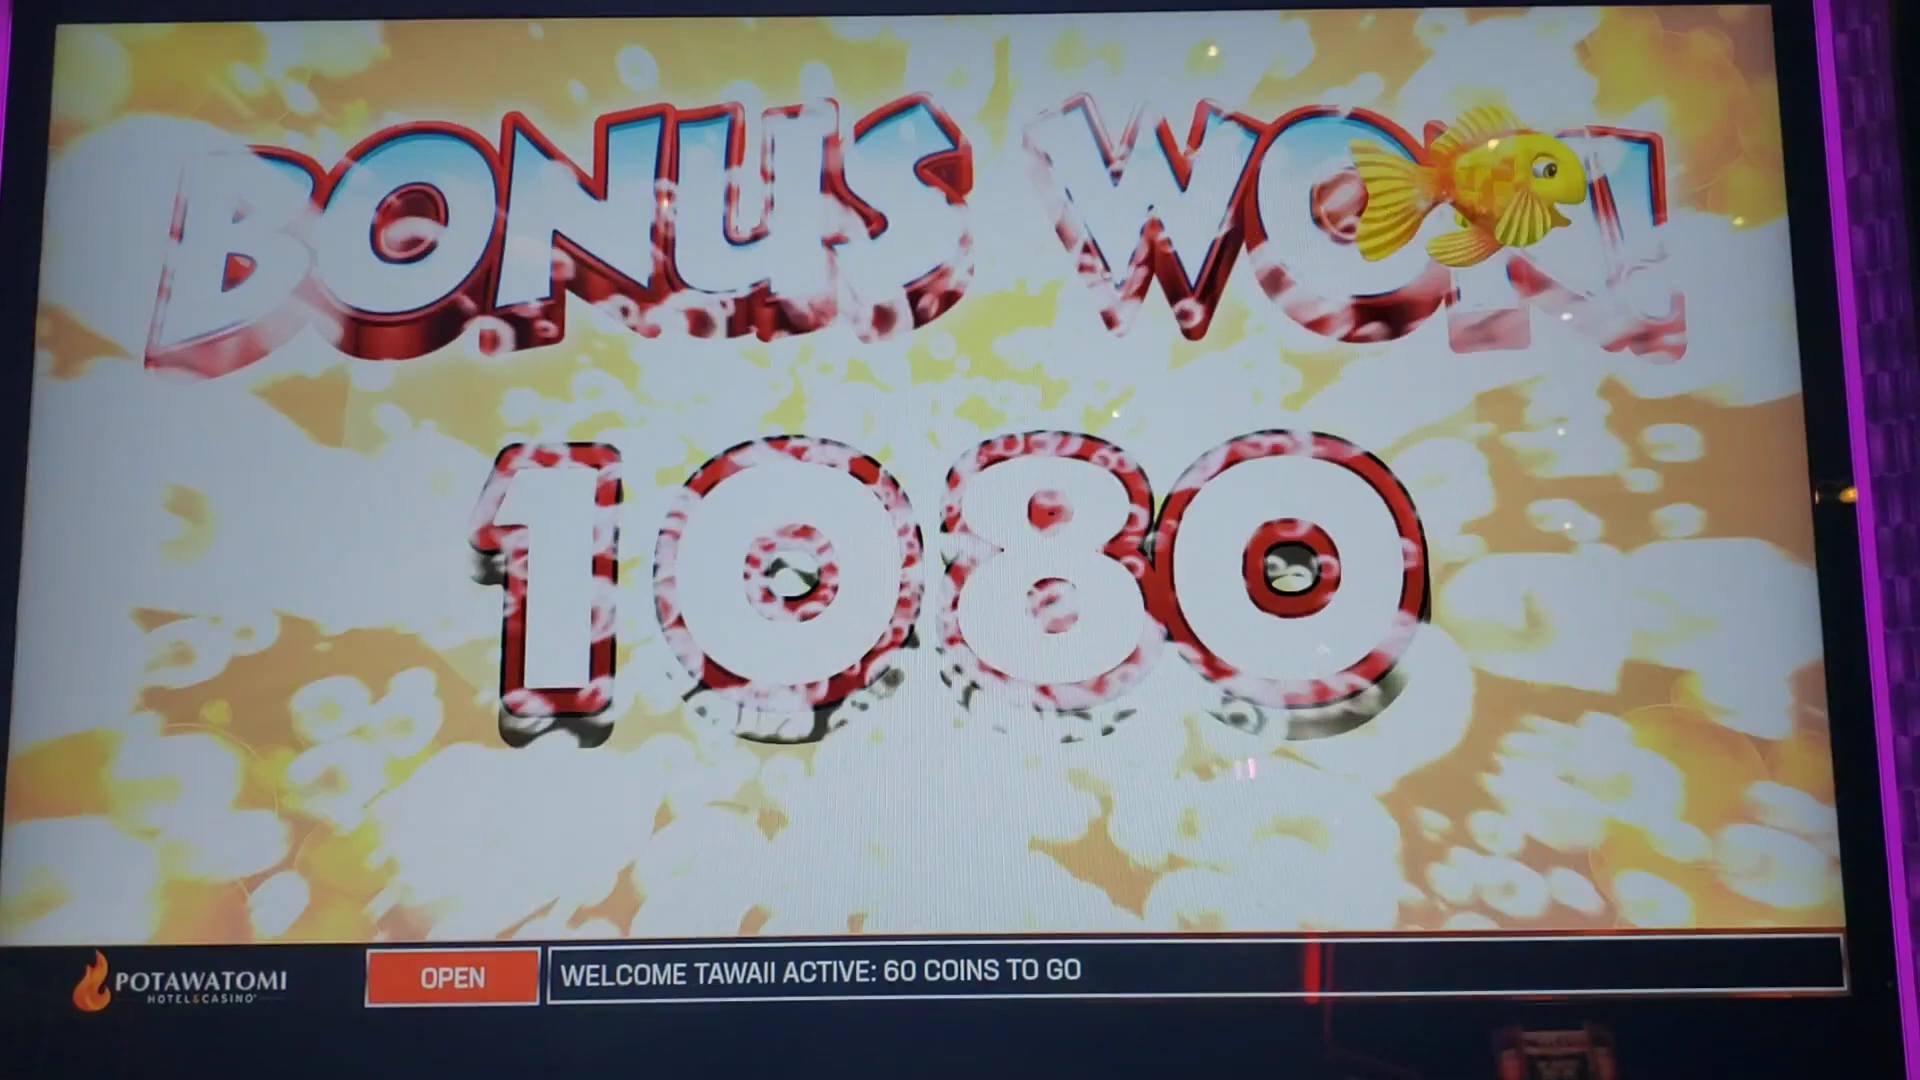 BONUS WON
1080
POTAWATOMI
HOTEL&CASINO
OPEN
WELCOME TAWAII ACTIVE: 60 COINS TO GO